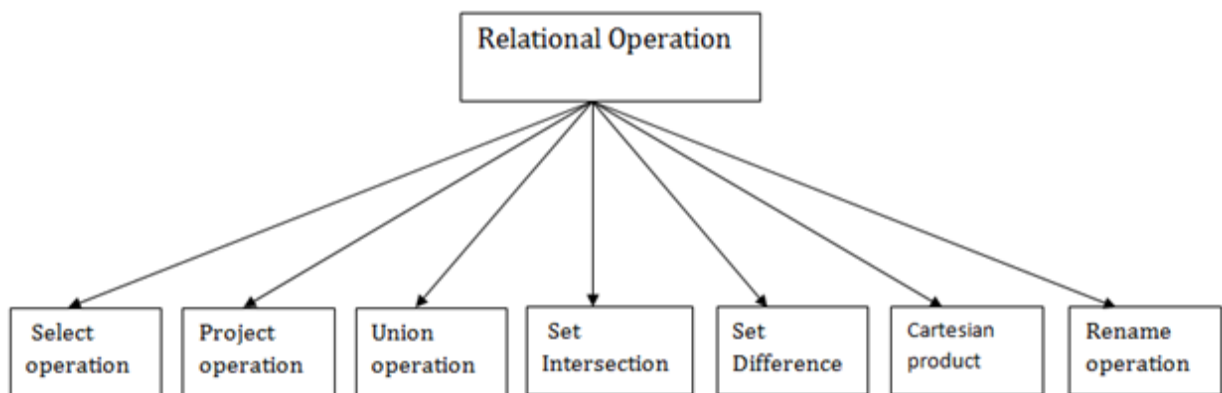 Relational Operation
Select
operation
Project
operation
Union
operation
Set
Intersection
Set
Difference
Cartesian
product
Rename
operation